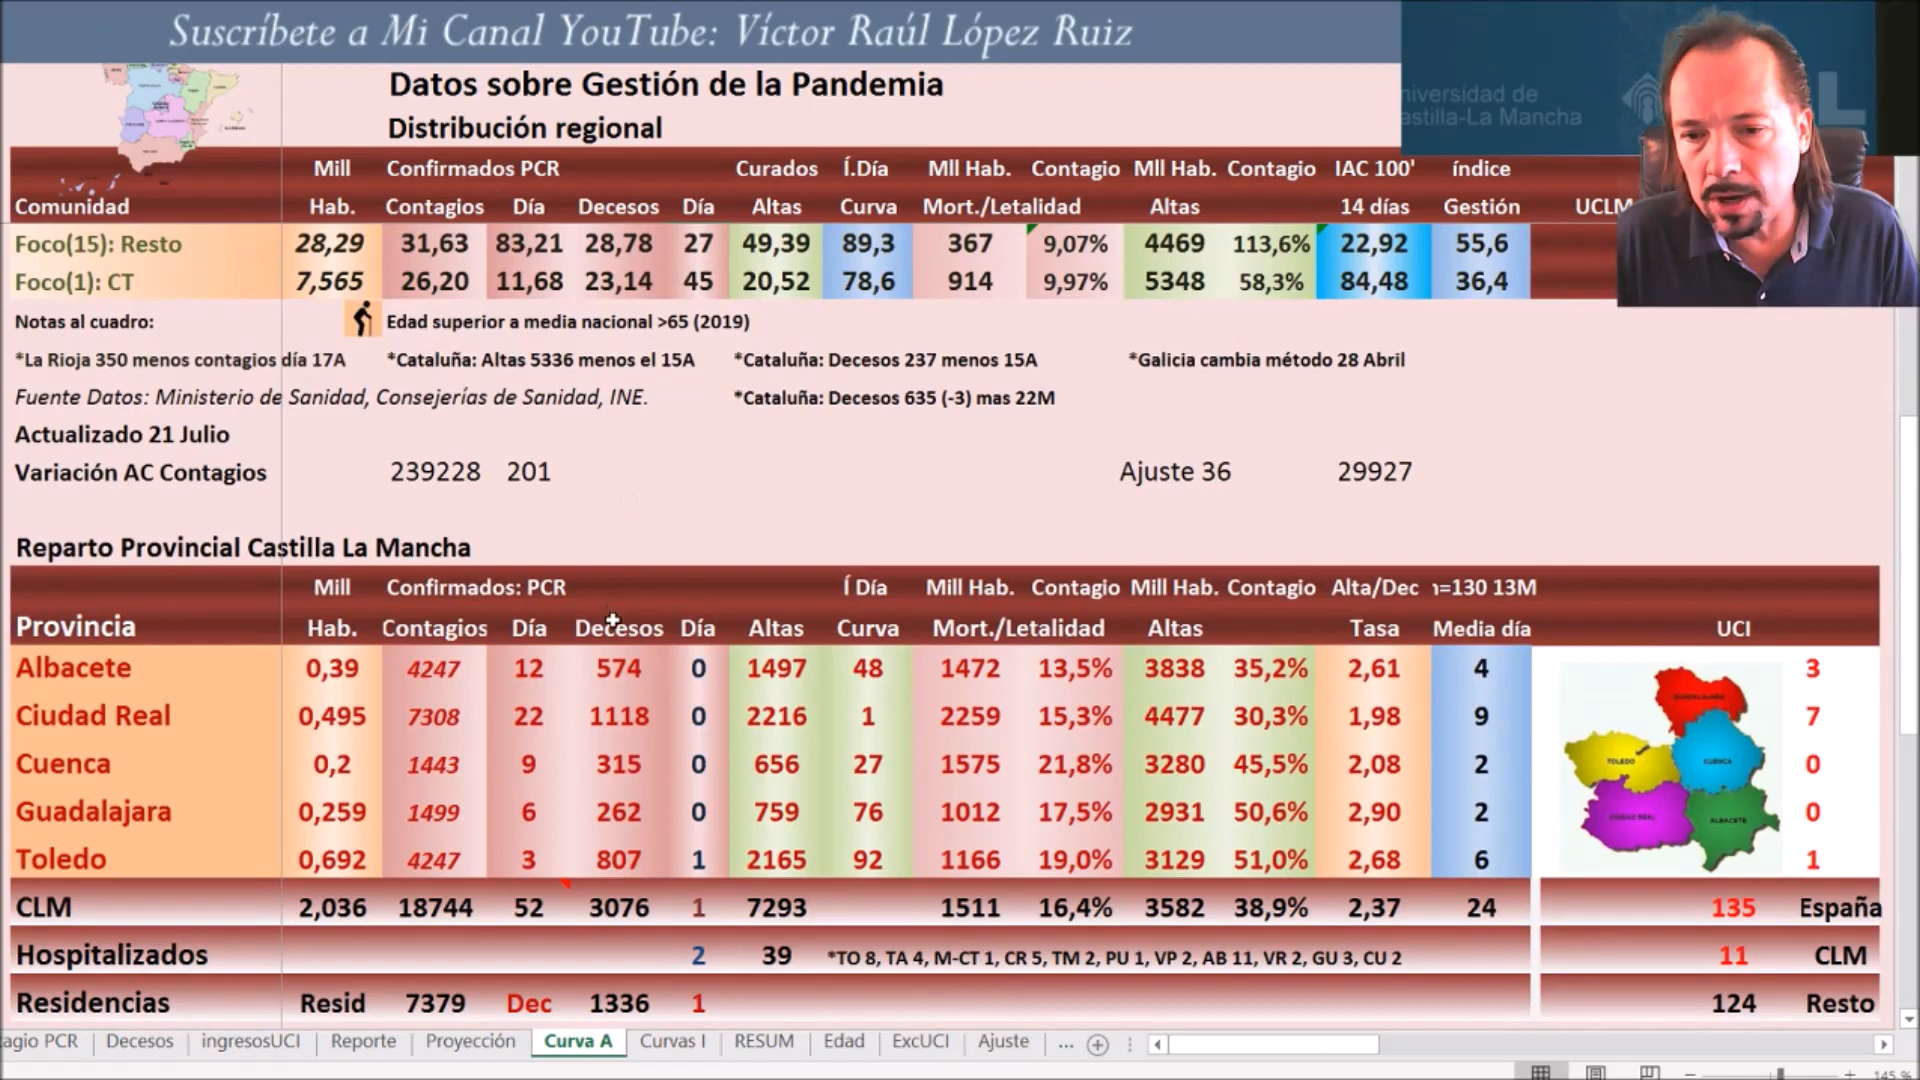 Suscríbete a Mi Canal YouTube: Víctor Raúl López Ruiz
Datos sobre Gestión de la Pandemia
Distribución regional
niversidad de
astilla-La Mancha
Mill Confirmados PCR Curados Í.Día Mll Hab. Contagio Mll Hab. Contagio IAC 100' índice
Comunidad Hab. Contagios Día Decesos Día Altas Curva Mort./Letalidad Altas 14 días Gestión UCLM
Foco(15): Resto 28,29 31,63 83,21 28,78 27 49,39 89,3 367 9,07% 4469 113,6% 22,92 55,6
Foco(1): CT 7,565 26,20 11,68 23,14 45 20,52 78,6 914 9,97% 5348 58,3% 84,48 36,4
Notas al cuadro: Edad superior a media nacional >65 (2019)
*La Rioja 350 menos contagios día 17A *Cataluña: Altas 5336 menos el 15A *Cataluña: Decesos 237 menos 15A *Galicia cambia método 28 Abril
Fuente Datos: Ministerio de Sanidad, Consejerías de Sanidad, INE. *Cataluña: Decesos 635 (-3) mas 22M
Actualizado 21 Julio
Variación AC Contagios 239228 201 Ajuste 36 29927
Reparto Provincial Castilla La Mancha
Mill Confirmados: PCR Í Día Mill Hab. Contagio Mill Hab. Contagio Alta/Dec n=130 13M
Provincia Hab. Contagios Día Decesos Día Altas Curva Mort./Letalidad Altas Tasa Media día UCI
Albacete 0,39 4247 12 574 0 1497 48 1472 13,5% 3838 35,2% 2,61 4 3
Ciudad Real 0,495 7308 22 1118 0 2216 1 2259 15,3% 4477 30,3% 1,98 9 7
Cuenca 0,2 1443 9 315 0 656 27 1575 21,8% 3280 45,5% 2,08 2 0
Guadalajara 0,259 1499 6 262 0 759 76 1012 17,5% 2931 50,6% 2,90 2 0
Toledo 0,692 4247 3 807 1 2165 92 1166 19,0% 3129 51,0% 2,68 6 1
GUADALAJARA
TOLEDO CUENCA
CIUDAD REAL ALBACETE
CLM 2,036 18744 52 3076 1 7293 1511 16,4% 3582 38,9% 2,37 24 135 España
Hospitalizados 2 39 *TO 8, TA 4, M-CT 1, CR 5, TM 2, PU 1, VP 2, AB 11, VR 2, GU 3, CU 2 11 CLM
Residencias Resid 7379 Dec 1336 1 124 Resto
tagio PCR Decesos ingresosUCI Reporte Proyección Curva A Curvas I RESUM Edad ExcUCI Ajuste ...
145 %